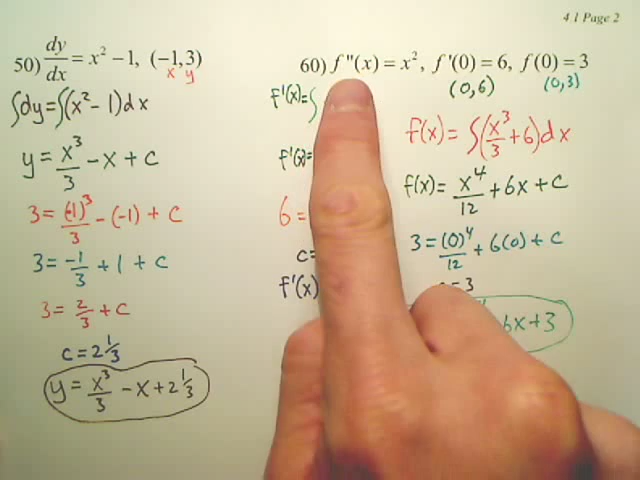 4.1 Page 2
50) dy/dx = x² − 1, (−1,3)
x y
∫dy = ∫(x² − 1)dx
y = x³/3 − x + c
3 = (-1)³/3 − (-1) + c
3 = -1/3 + 1 + c
3 = 2/3 + c
c = 2 1/3
y = x³/3 − x + 2 1/3
60) f"(x) = x², f'(0) = 6, f(0) = 3
(0,6) (0,3)
f'(x) = ∫
f'(x) =
6 =
c =
f'(x)
f(x) = ∫(x³/3 + 6)dx
f(x) = x⁴/12 + 6x + c
3 = (0)⁴/12 + 6(0) + c
= 3
6x + 3